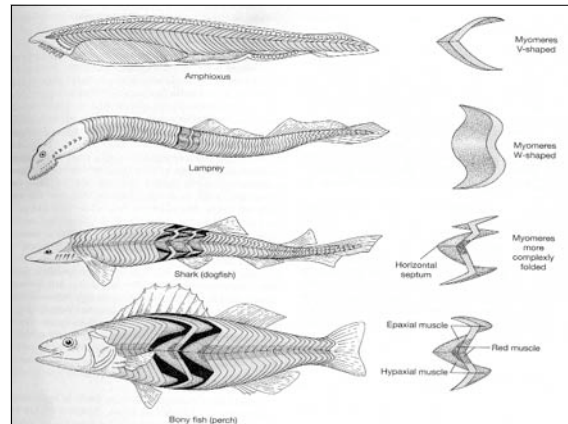 Amphioxus
Myomeres
V-shaped
Lamprey
Myomeres
W-shaped
Shark (dogfish)
Horizontal
septum
Myomeres
more
complexly
folded
Epaxial muscle
Red muscle
Hypaxial muscle
Bony fish (perch)